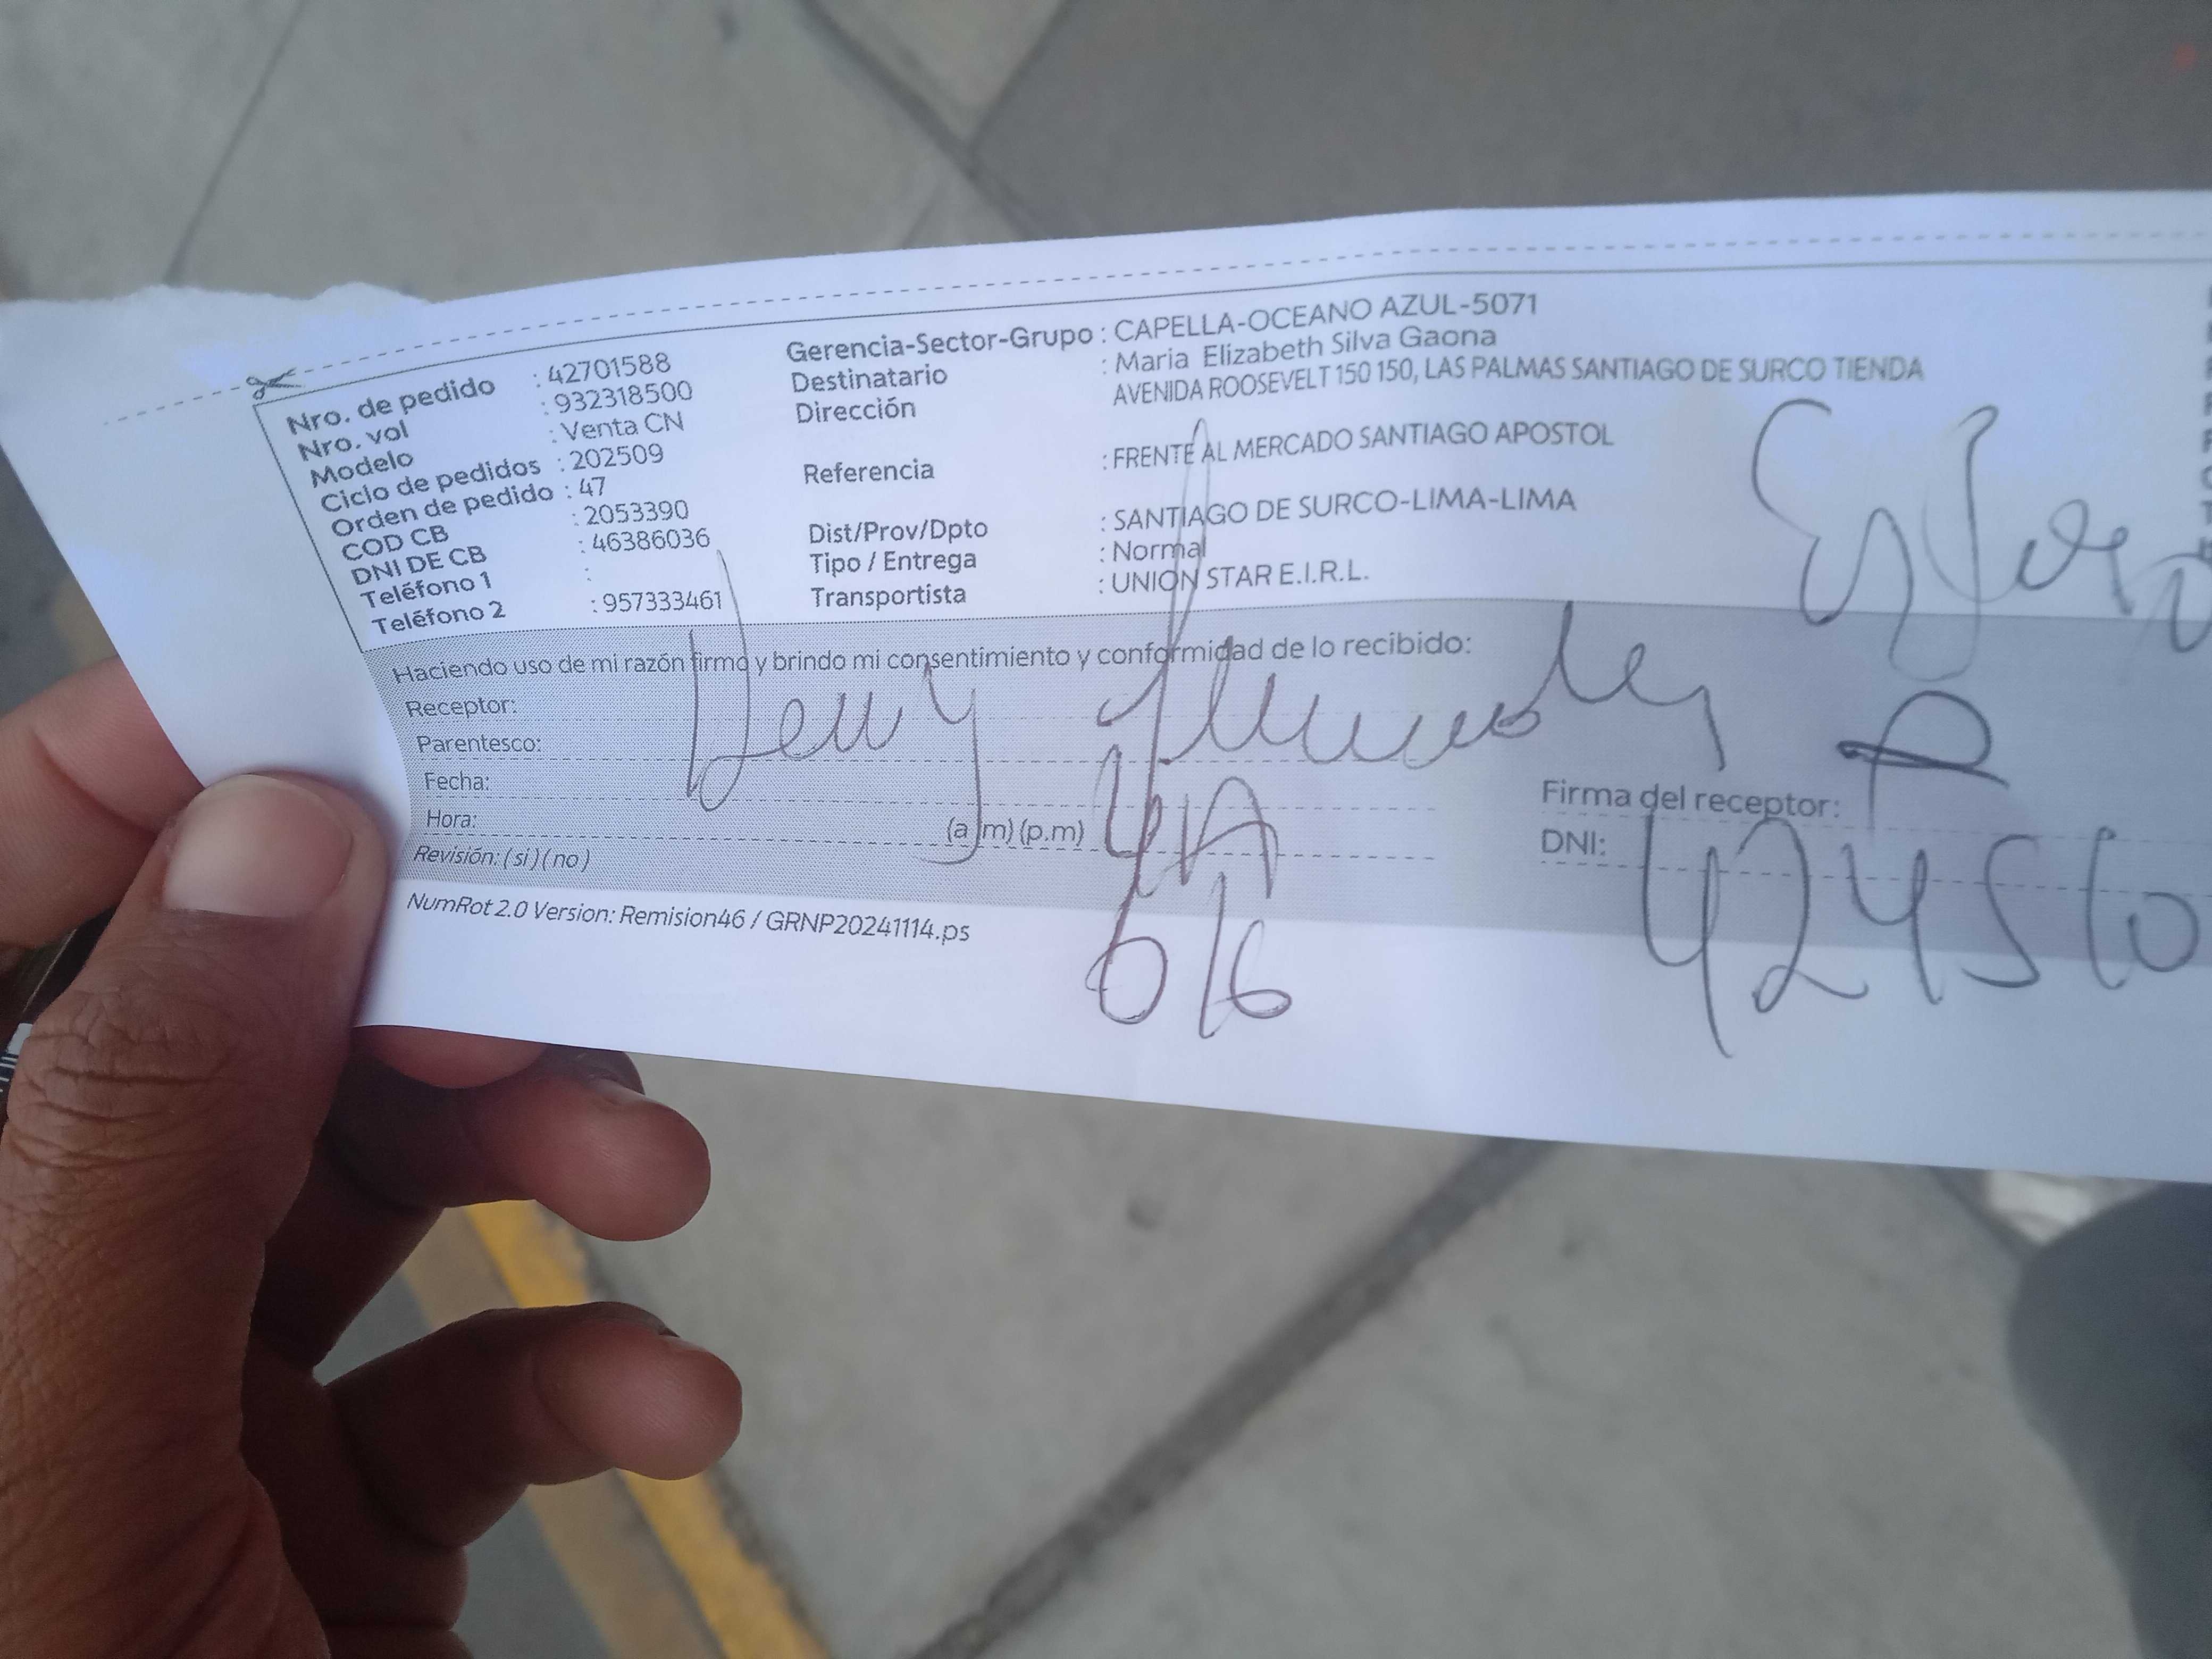 Nro. de pedido : 42701588
Nro. vol : 932318500
Modelo : Venta CN
Ciclo de pedidos : 202509
Orden de pedido : 47
COD CB : 2053390
DNI DE CB : 46386036
Teléfono 1 :
Teléfono 2 : 957333461
Gerencia-Sector-Grupo : CAPELLA-OCEANO AZUL-5071
Destinatario : Maria Elizabeth Silva Gaona
Dirección AVENIDA ROOSEVELT 150 150, LAS PALMAS SANTIAGO DE SURCO TIENDA
Referencia : FRENTE AL MERCADO SANTIAGO APOSTOL
Dist/Prov/Dpto : SANTIAGO DE SURCO-LIMA-LIMA
Tipo / Entrega : Normal
Transportista : UNION STAR E.I.R.L.
Haciendo uso de mi razón firmo y brindo mi consentimiento y conformidad de lo recibido:
Receptor:
Parentesco:
Fecha:
Hora: (a m) (p.m)
Revisión: (si) (no)
Firma del receptor:
DNI:
NumRot 2.0 Version: Remision46 / GRNP20241114.ps
6/6